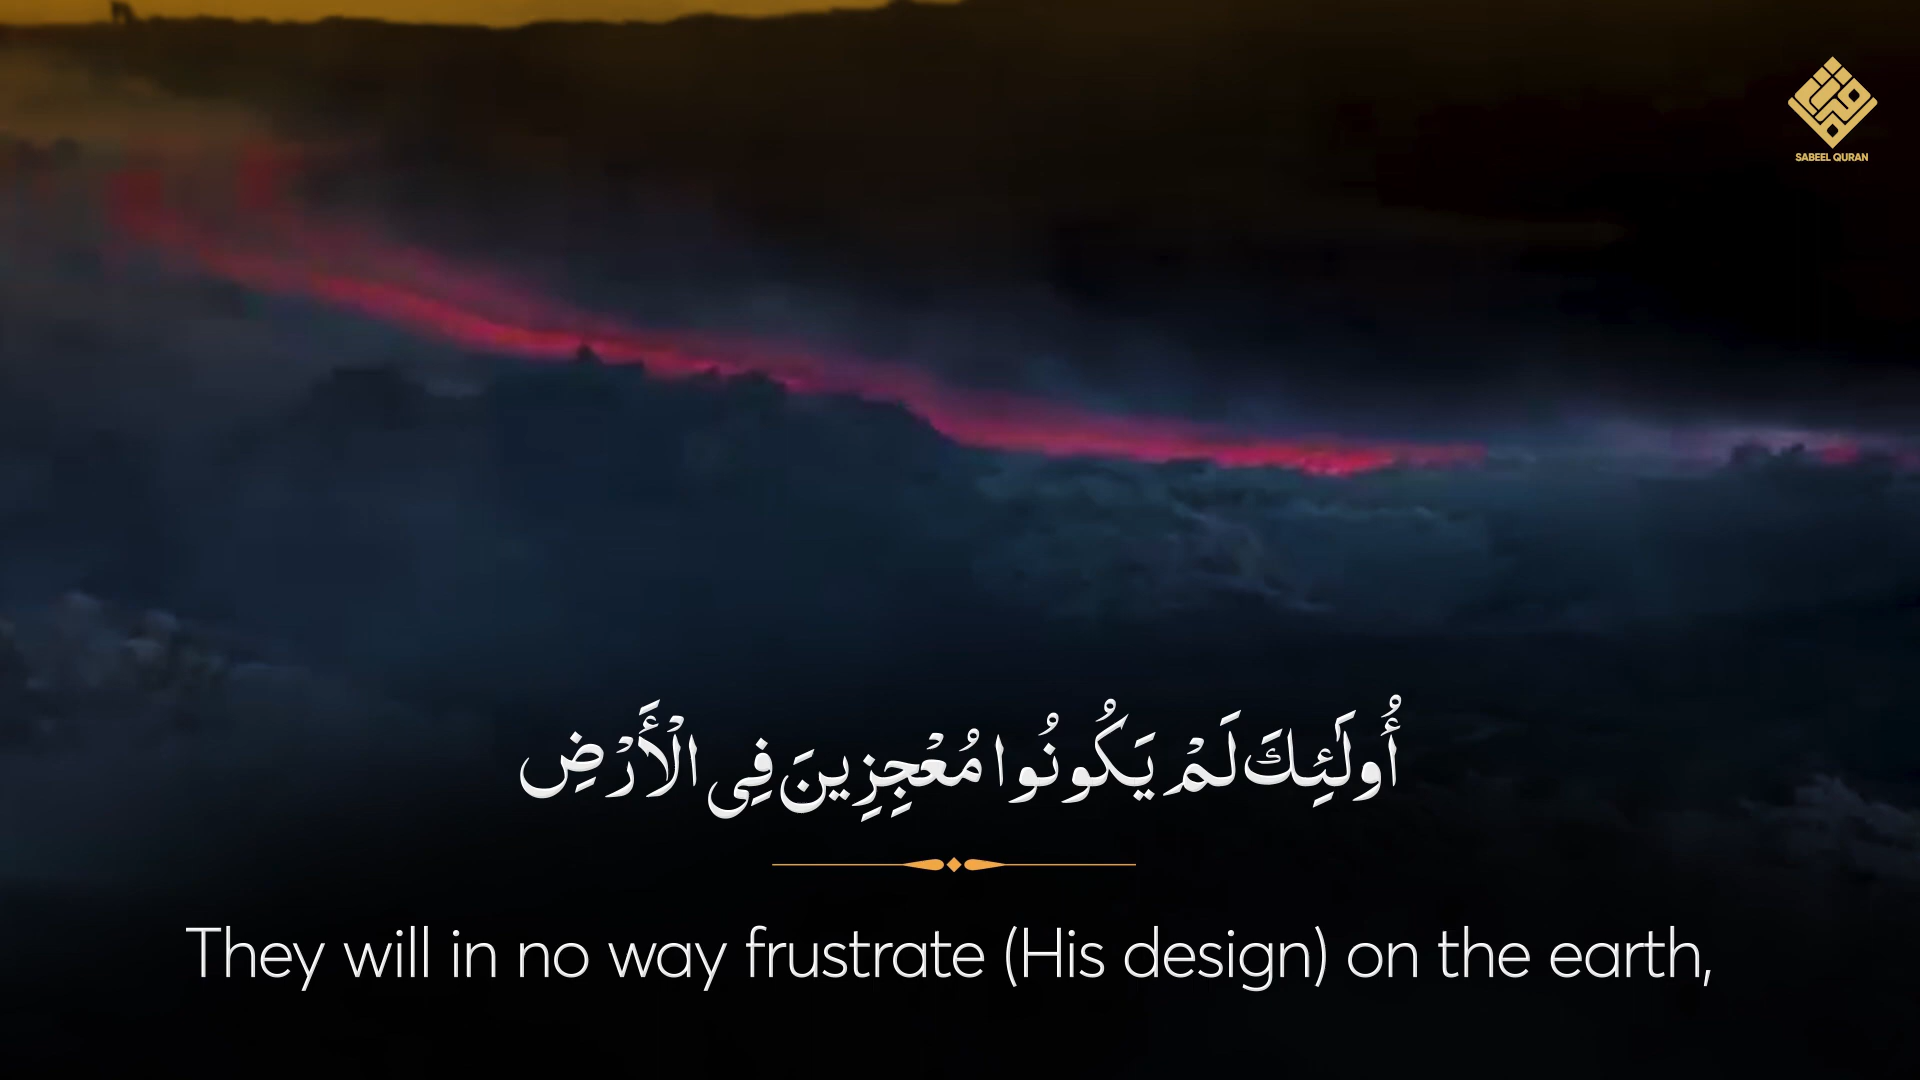 SABEEL QURAN
أُولَٰئِكَ لَمْ يَكُونُوا مُعْجِزِينَ فِي الْأَرْضِ
They will in no way frustrate (His design) on the earth,